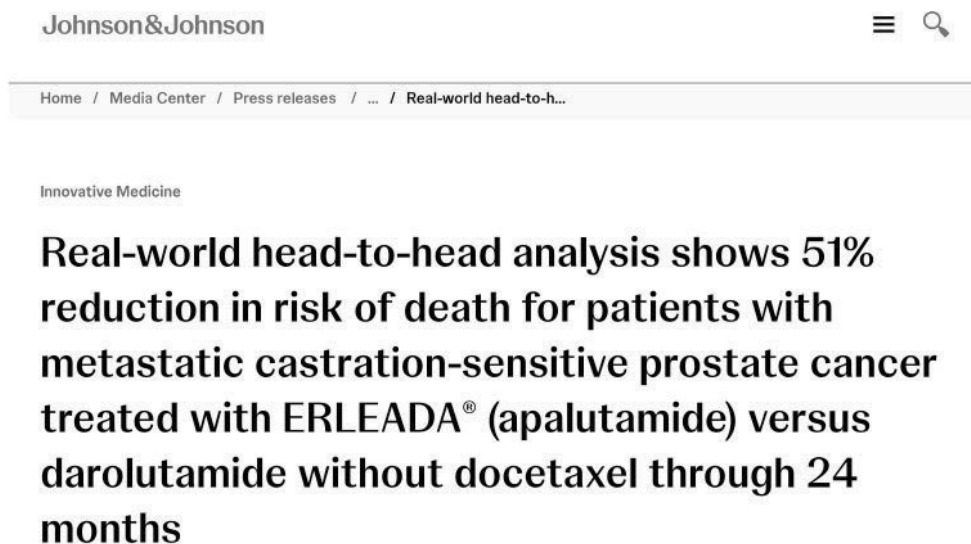 Johnson&Johnson
Home / Media Center / Press releases / ... / Real-world head-to-h...
Innovative Medicine
Real-world head-to-head analysis shows 51%
reduction in risk of death for patients with
metastatic castration-sensitive prostate cancer
treated with ERLEADA® (apalutamide) versus
darolutamide without docetaxel through 24
months